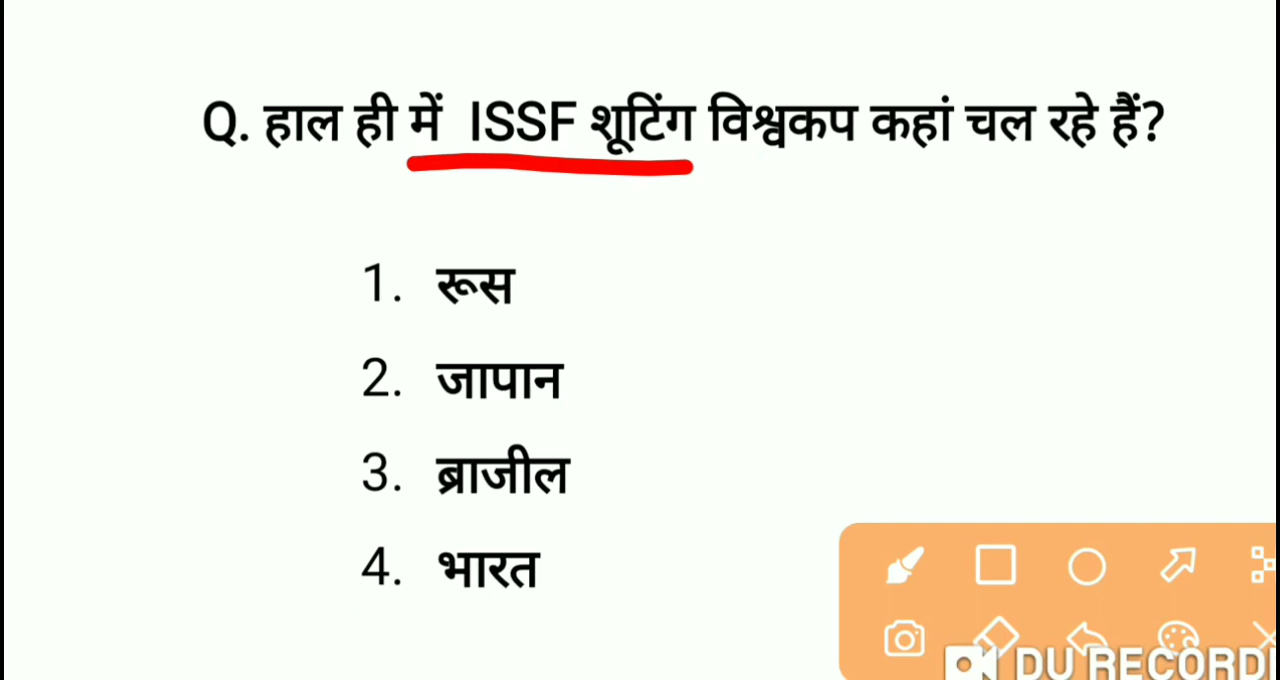 Q. हाल ही में ISSF शूटिंग विश्वकप कहां चल रहे हैं?
1. रूस
2. जापान
3. ब्राजील
4. भारत
DU RECORD